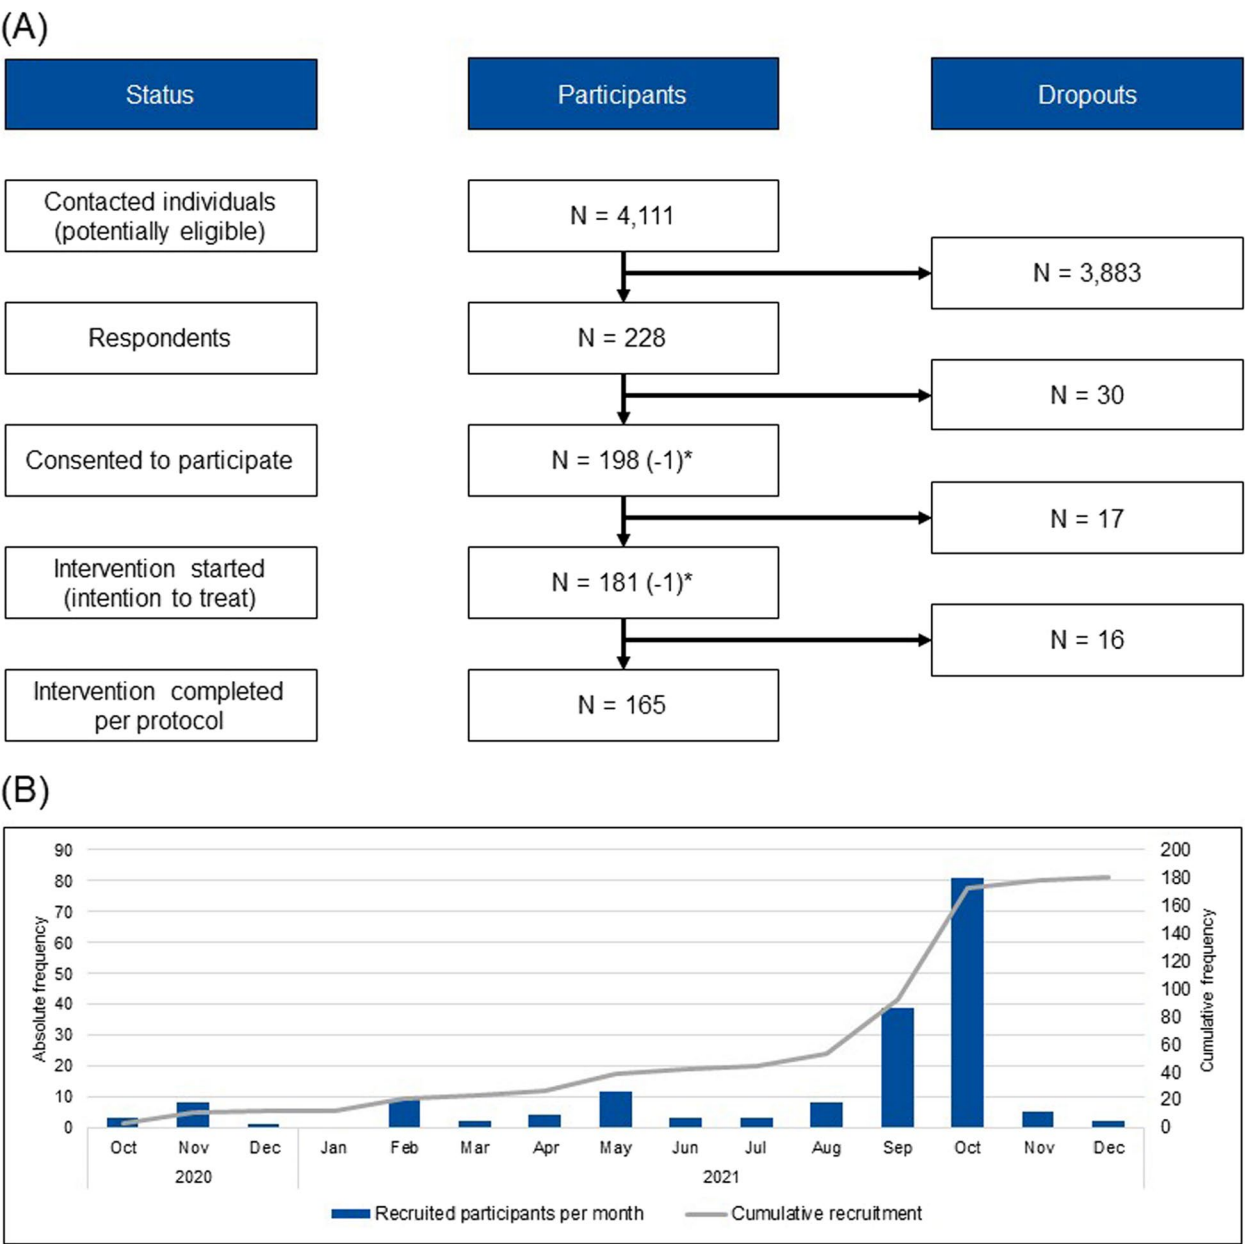 (A)
Status
Participants
Dropouts
Contacted individuals
(potentially eligible)
N = 4,111
N = 3,883
Respondents
N = 228
N = 30
Consented to participate
N = 198 (-1)*
N = 17
Intervention started
(intention to treat)
N = 181 (-1)*
N = 16
Intervention completed
per protocol
N = 165
(B)
Absolute frequency
90
80
70
60
50
40
30
20
10
0
200
180
160
140
120
100
80
60
40
20
0
Cumulative frequency
Oct Nov Dec Jan Feb Mar Apr May Jun Jul Aug Sep Oct Nov Dec
2020 2021
Recruited participants per month Cumulative recruitment